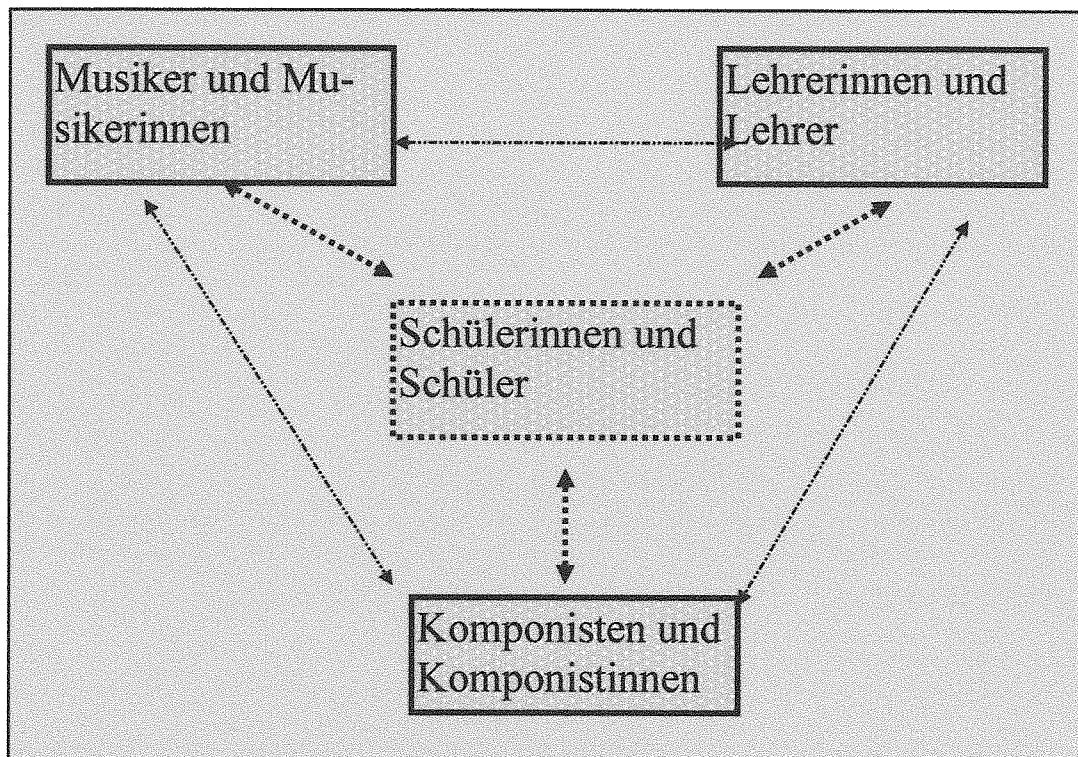 Musiker und Mu-
sikerinnen
Lehrerinnen und
Lehrer
Schülerinnen und
Schüler
Komponisten und
Komponistinnen